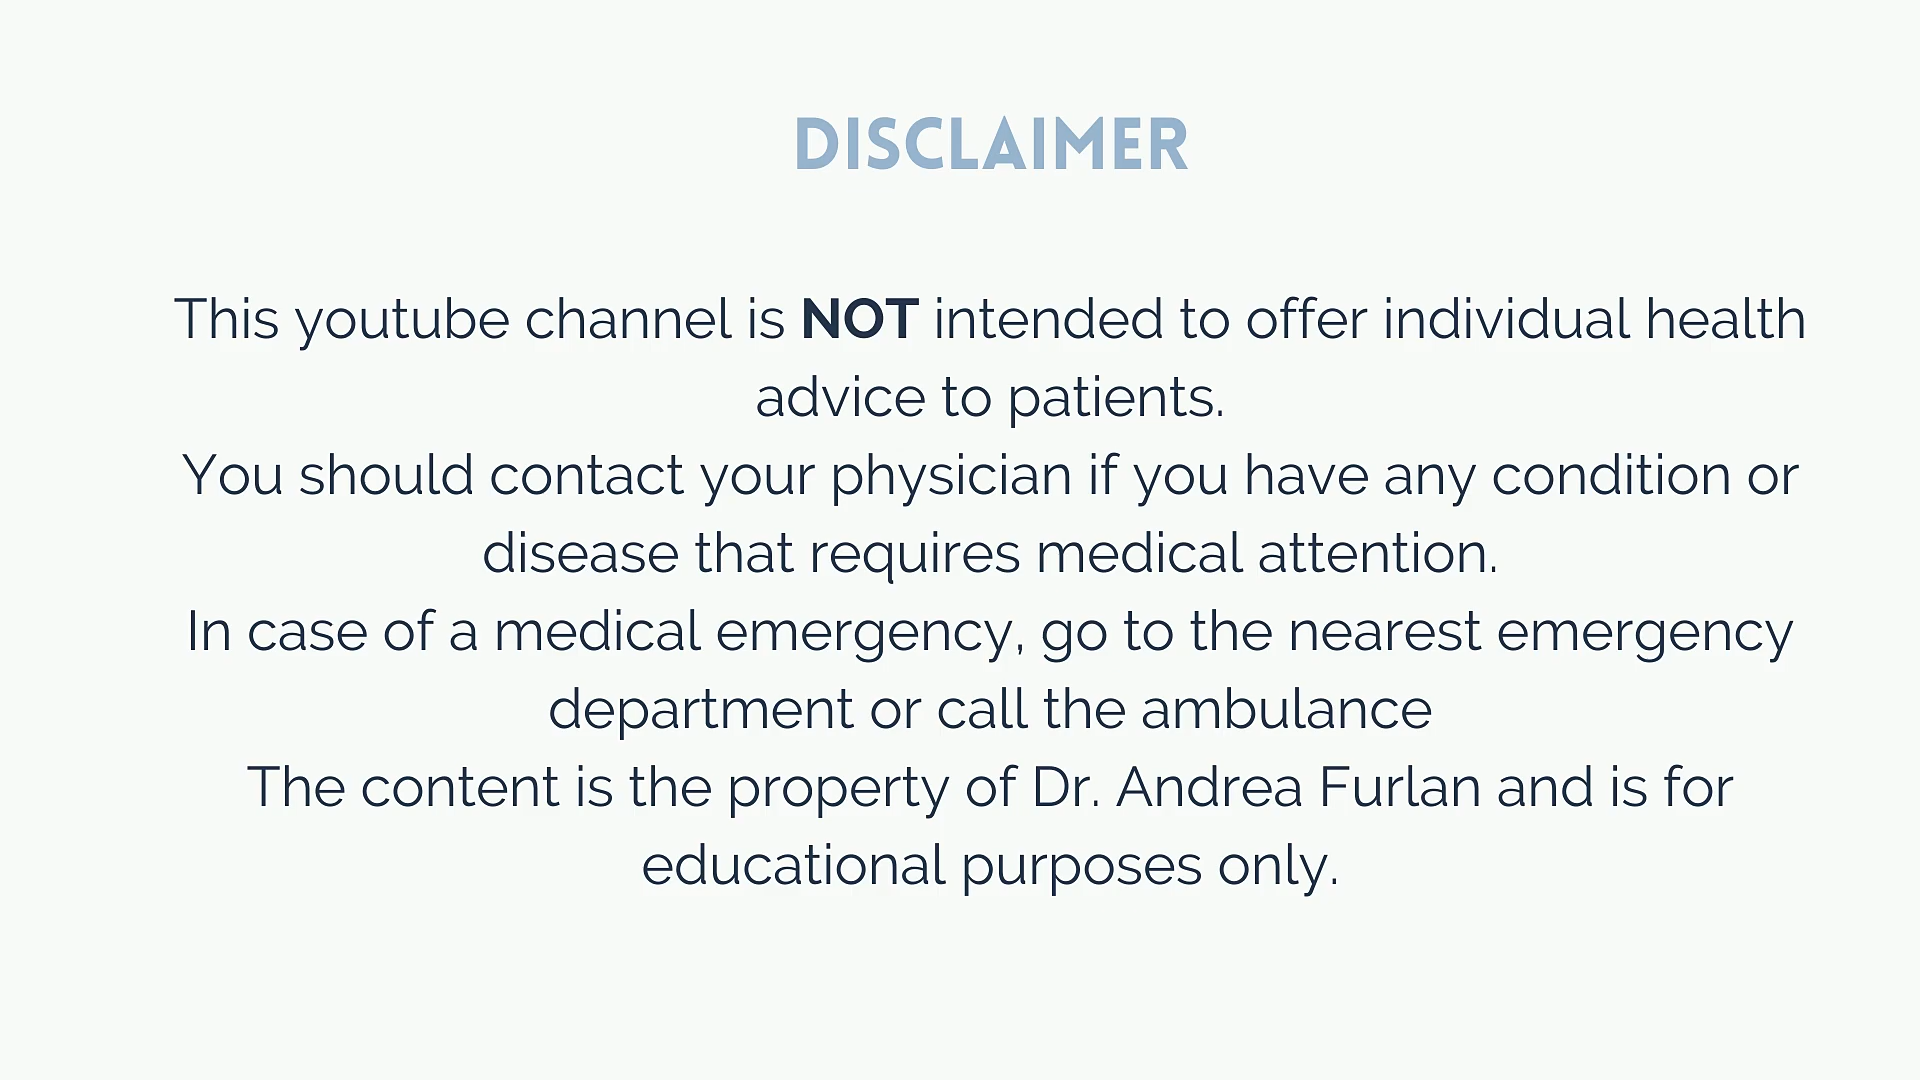 DISCLAIMER
This youtube channel is NOT intended to offer individual health
advice to patients.
You should contact your physician if you have any condition or
disease that requires medical attention.
In case of a medical emergency, go to the nearest emergency
department or call the ambulance
The content is the property of Dr. Andrea Furlan and is for
educational purposes only.